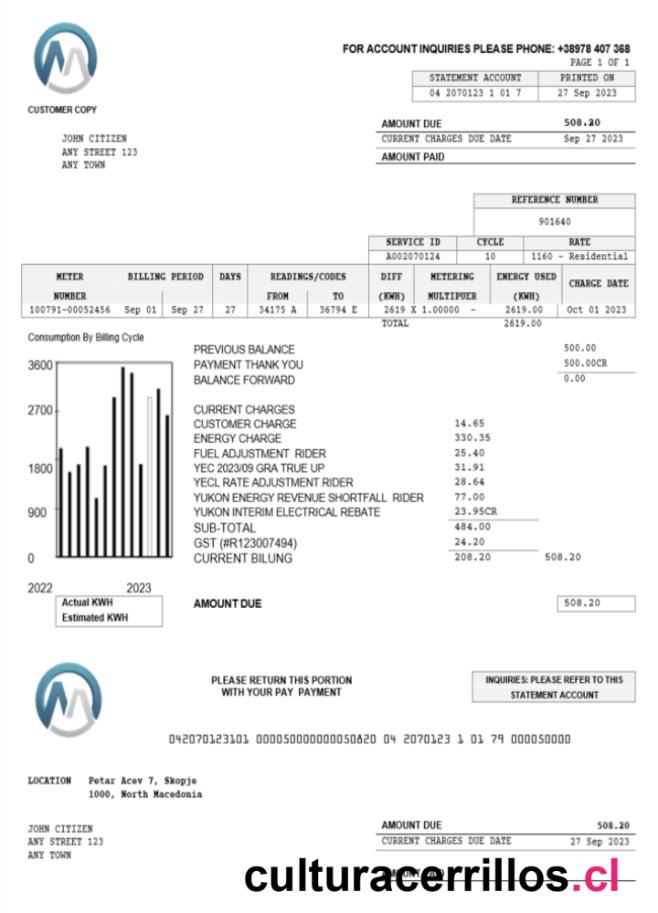 FOR ACCOUNT INQUIRIES PLEASE PHONE: +38978 407 368
PAGE 1 OF 1
STATEMENT ACCOUNT PRINTED ON
04 2070123 1 01 7 27 Sep 2023
CUSTOMER COPY
AMOUNT DUE 508.20
CURRENT CHARGES DUE DATE Sep 27 2023
AMOUNT PAID
JOHN CITIZEN
ANY STREET 123
ANY TOWN
REFERENCE NUMBER
901640
SERVICE ID CYCLE RATE
A002070124 10 1160 - Residential
METER BILLING PERIOD DAYS READINGS/CODES DIFF METERING ENERGY USED CHARGE DATE
NUMBER FROM TO (KWH) MULTIPUER (KWH)
100791-00052456 Sep 01 Sep 27 27 34175 A 36794 E 2619 X 1.00000 - 2619.00 Oct 01 2023
TOTAL 2619.00
Consumption By Billing Cycle
3600
2700
1800
900
0
2022 2023
Actual KWH
Estimated KWH
PREVIOUS BALANCE 500.00
PAYMENT THANK YOU 500.00CR
BALANCE FORWARD 0.00
CURRENT CHARGES
CUSTOMER CHARGE 14.65
ENERGY CHARGE 330.35
FUEL ADJUSTMENT RIDER 25.40
YEC 2023/09 GRA TRUE UP 31.91
YECL RATE ADJUSTMENT RIDER 28.64
YUKON ENERGY REVENUE SHORTFALL RIDER 77.00
YUKON INTERIM ELECTRICAL REBATE 23.95CR
SUB-TOTAL 484.00
GST (#R123007494) 24.20
CURRENT BILUNG 208.20 508.20
AMOUNT DUE 508.20
PLEASE RETURN THIS PORTION
WITH YOUR PAY PAYMENT
INQUIRIES: PLEASE REFER TO THIS
STATEMENT ACCOUNT
042070123101 000050000000050820 04 2070123 1 01 79 000050000
LOCATION Petar Acev 7, Skopje
1000, North Macedonia
JOHN CITIZEN
ANY STREET 123
ANY TOWN
AMOUNT DUE 508.20
CURRENT CHARGES DUE DATE 27 Sep 2023
AMOUNT PAID
culturacerrillos.cl